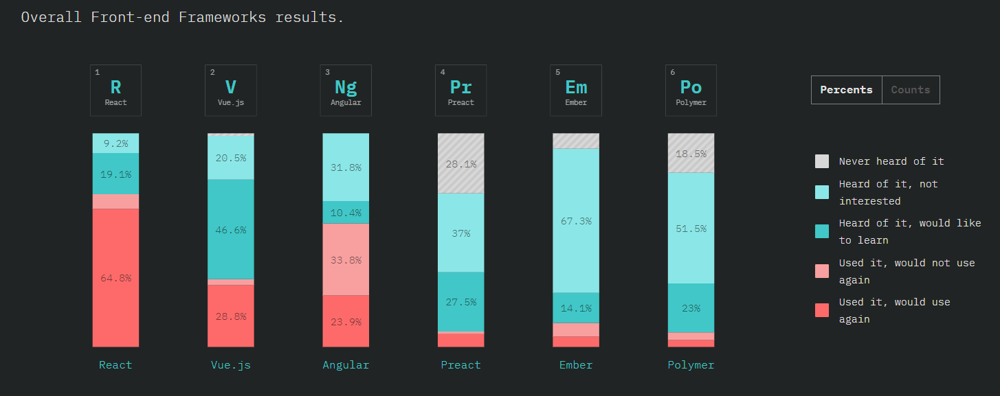 Overall Front-end Frameworks results.
1
R
React
2
V
Vue.js
3
Ng
Angular
4
Pr
Preact
5
Em
Ember
6
Po
Polymer
Percents Counts
9.2%
19.1%
64.8%
React
20.5%
46.6%
28.8%
Vue.js
31.8%
10.4%
33.8%
23.9%
Angular
28.1%
37%
27.5%
Preact
67.3%
14.1%
Ember
18.5%
51.5%
23%
Polymer
Never heard of it
Heard of it, not
interested
Heard of it, would like
to learn
Used it, would not use
again
Used it, would use
again